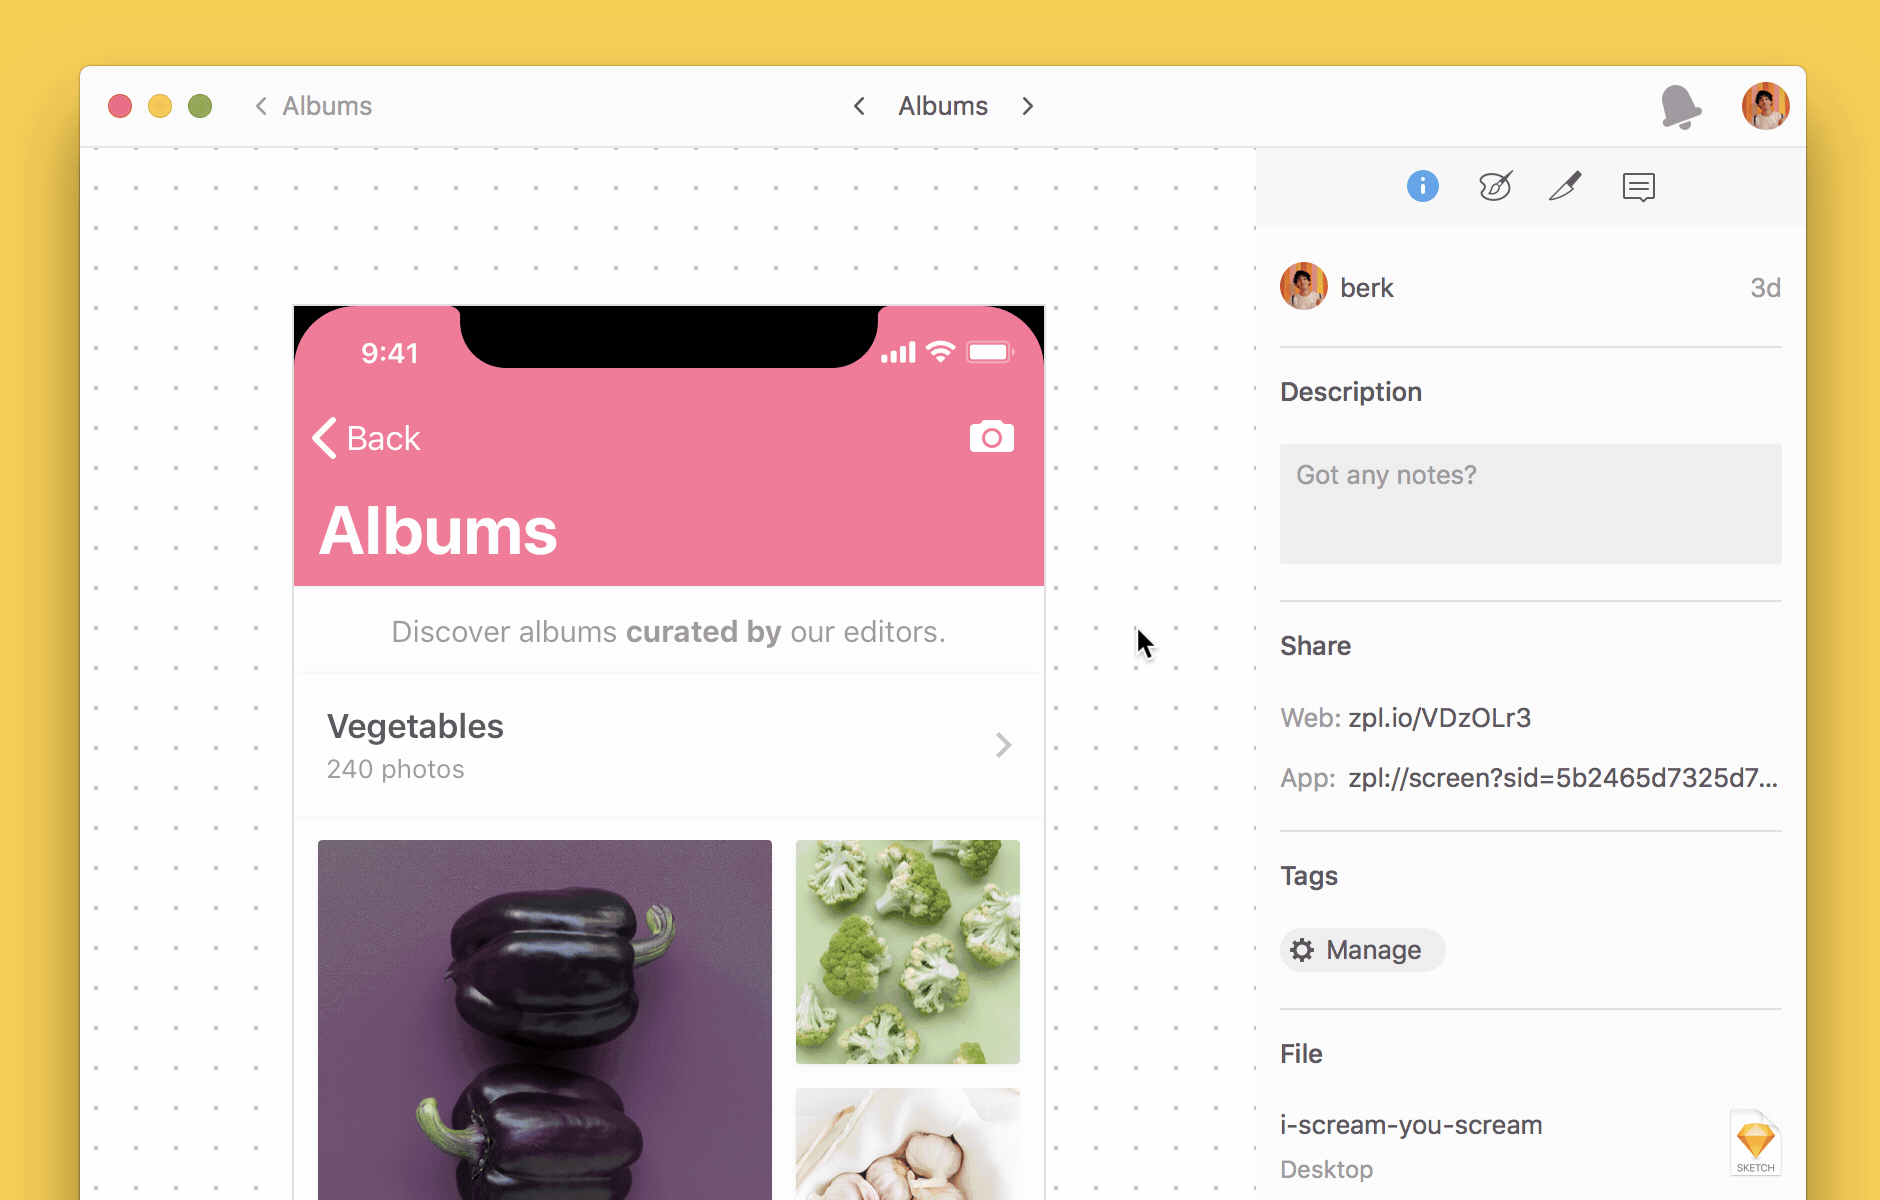 Albums
Albums
berk
3d
9:41
Description
Back
Got any notes?
Albums
Discover albums curated by our editors.
Share
Vegetables
240 photos
Web: zpl.io/VDzOLr3
App: zpl://screen?sid=5b2465d7325d7...
Tags
Manage
File
i-scream-you-scream
Desktop
SKETCH